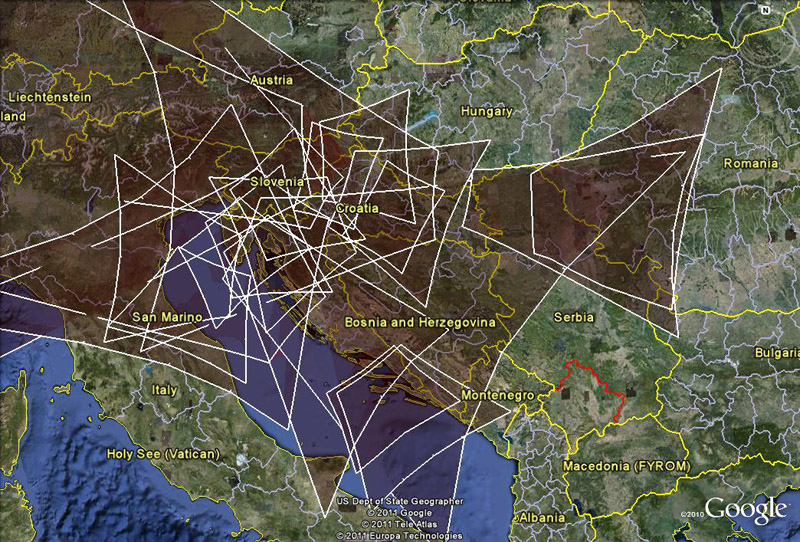 N
Austria
Liechtenstein
land
Hungary
Romania
Slovenia
Croatia
San Marino
Bosnia and Herzegovina
Serbia
Bulgaria
Italy
Montenegro
Holy See (Vatican)
Macedonia (FYROM)
US Dept of State Geographer
© 2011 Google
© 2011 Tele Atlas
© 2011 Europa Technologies
Albania
©2010 Google